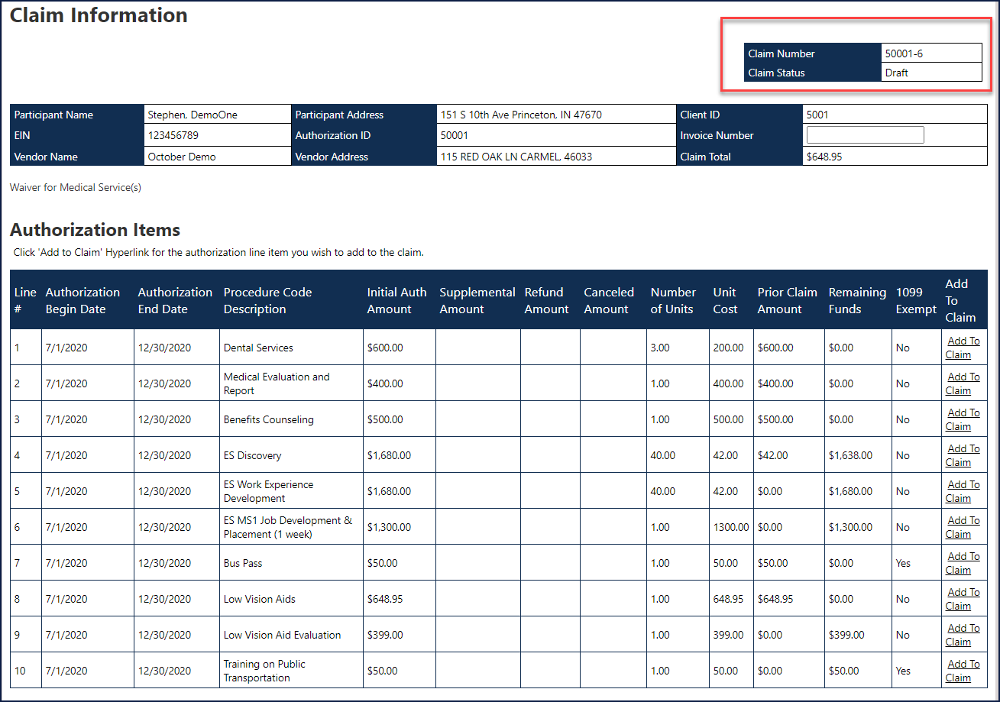 Claim Information
Claim Number 50001-6
Claim Status Draft
Participant Name Stephen, DemoOne Participant Address 151 S 10th Ave Princeton, IN 47670 Client ID 5001
EIN 123456789 Authorization ID 50001 Invoice Number
Vendor Name October Demo Vendor Address 115 RED OAK LN CARMEL, 46033 Claim Total $648.95
Waiver for Medical Service(s)
Authorization Items
Click 'Add to Claim' Hyperlink for the authorization line item you wish to add to the claim.
Line # Authorization Begin Date Authorization End Date Procedure Code Description Initial Auth Amount Supplemental Amount Refund Amount Canceled Amount Number of Units Unit Cost Prior Claim Amount Remaining Funds 1099 Exempt Add To Claim
1 7/1/2020 12/30/2020 Dental Services $600.00 3.00 200.00 $600.00 $0.00 No Add To Claim
2 7/1/2020 12/30/2020 Medical Evaluation and Report $400.00 1.00 400.00 $400.00 $0.00 No Add To Claim
3 7/1/2020 12/30/2020 Benefits Counseling $500.00 1.00 500.00 $500.00 $0.00 No Add To Claim
4 7/1/2020 12/30/2020 ES Discovery $1,680.00 40.00 42.00 $42.00 $1,638.00 No Add To Claim
5 7/1/2020 12/30/2020 ES Work Experience Development $1,680.00 40.00 42.00 $0.00 $1,680.00 No Add To Claim
6 7/1/2020 12/30/2020 ES MS1 Job Development & Placement (1 week) $1,300.00 1.00 1300.00 $0.00 $1,300.00 No Add To Claim
7 7/1/2020 12/30/2020 Bus Pass $50.00 1.00 50.00 $50.00 $0.00 Yes Add To Claim
8 7/1/2020 12/30/2020 Low Vision Aids $648.95 1.00 648.95 $648.95 $0.00 No Add To Claim
9 7/1/2020 12/30/2020 Low Vision Aid Evaluation $399.00 1.00 399.00 $0.00 $399.00 No Add To Claim
10 7/1/2020 12/30/2020 Training on Public Transportation $50.00 1.00 50.00 $0.00 $50.00 Yes Add To Claim